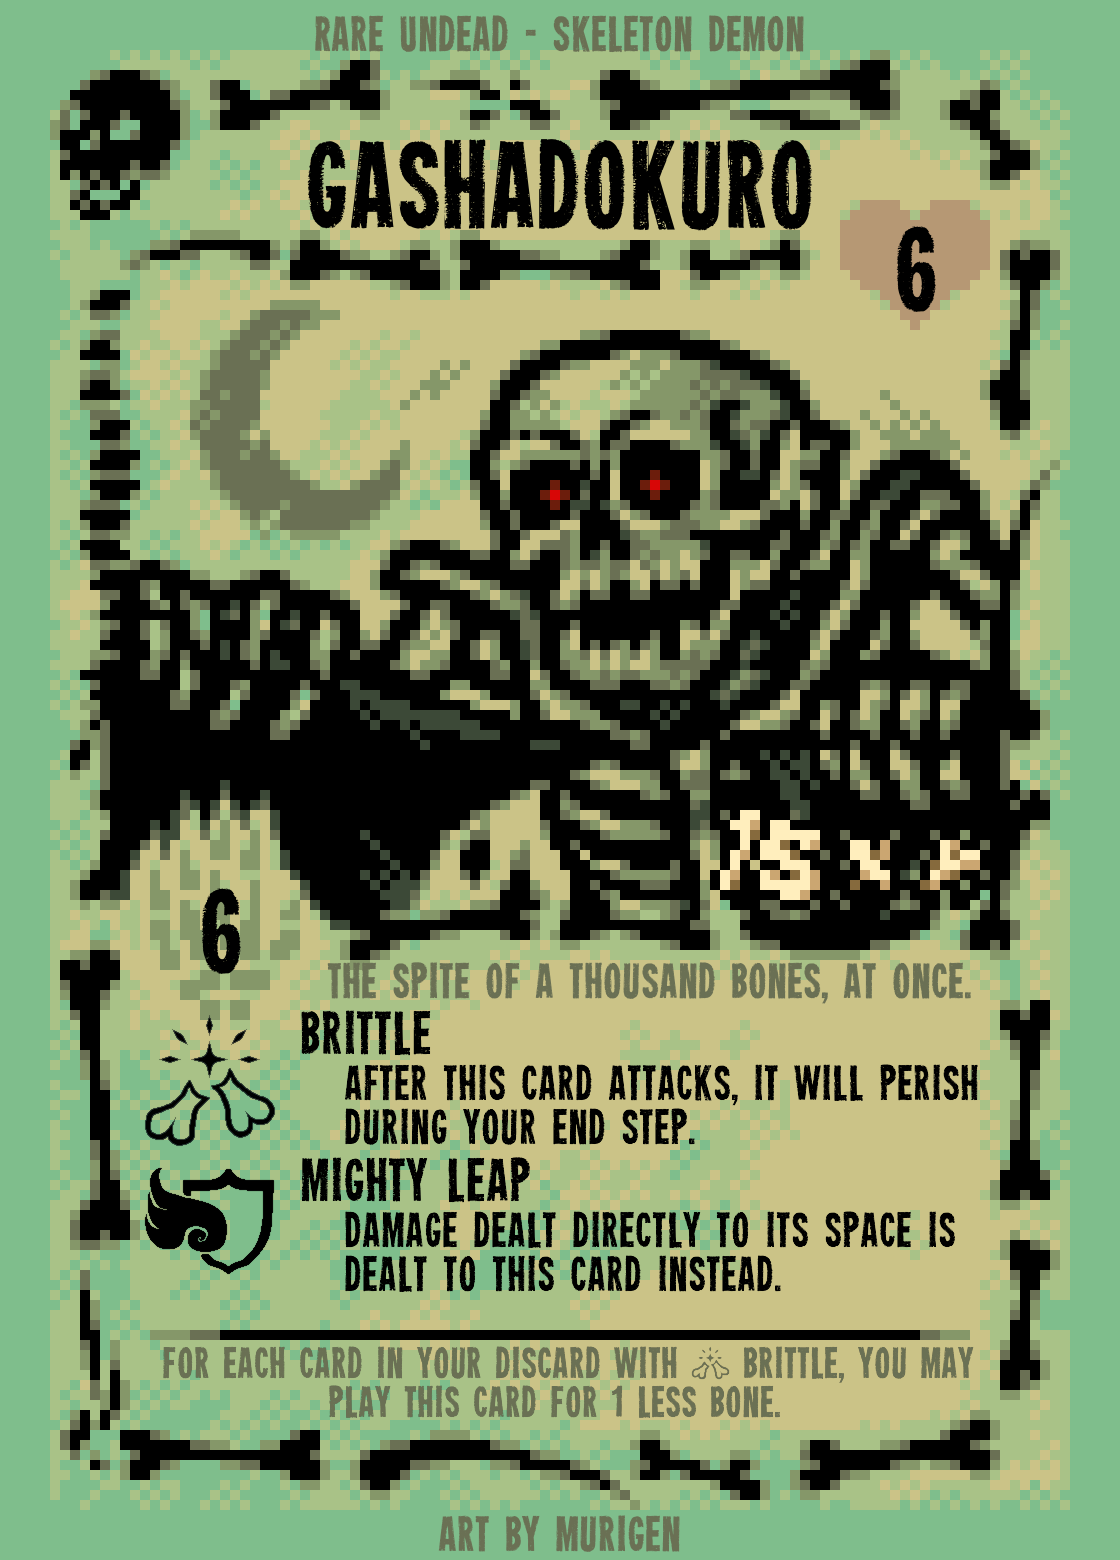 RARE UNDEAD - SKELETON DEMON
GASHADOKURO
6
15 X
6
THE SPITE OF A THOUSAND BONES, AT ONCE.
BRITTLE
AFTER THIS CARD ATTACKS, IT WILL PERISH
DURING YOUR END STEP.
MIGHTY LEAP
DAMAGE DEALT DIRECTLY TO ITS SPACE IS
DEALT TO THIS CARD INSTEAD.
FOR EACH CARD IN YOUR DISCARD WITH BRITTLE, YOU MAY
PLAY THIS CARD FOR 1 LESS BONE.
ART BY MURIGEN